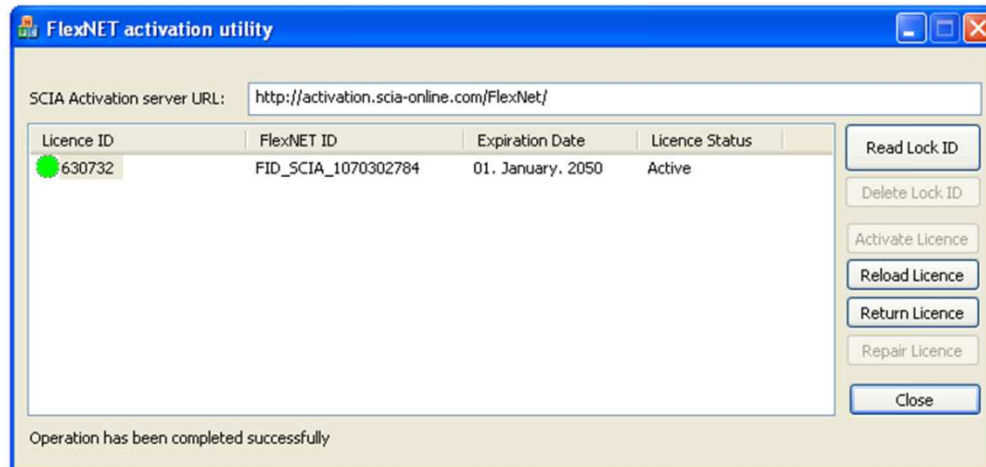 FlexNET activation utility
SCIA Activation server URL: http://activation.scia-online.com/FlexNet/
Licence ID FlexNET ID Expiration Date Licence Status
630732 FID_SCIA_1070302784 01. January. 2050 Active
Read Lock ID
Delete Lock ID
Activate Licence
Reload Licence
Return Licence
Repair Licence
Close
Operation has been completed successfully